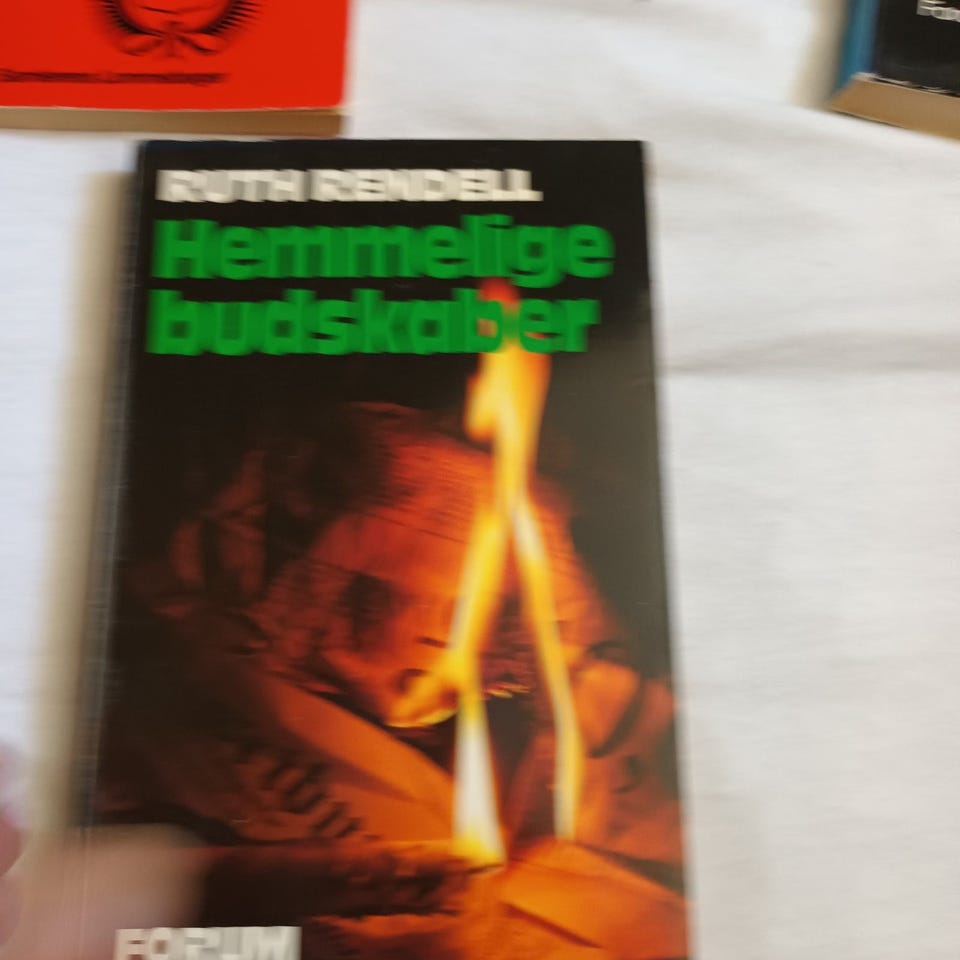 RUTH RENDELL
Hemmelige
budskaber
FORUM